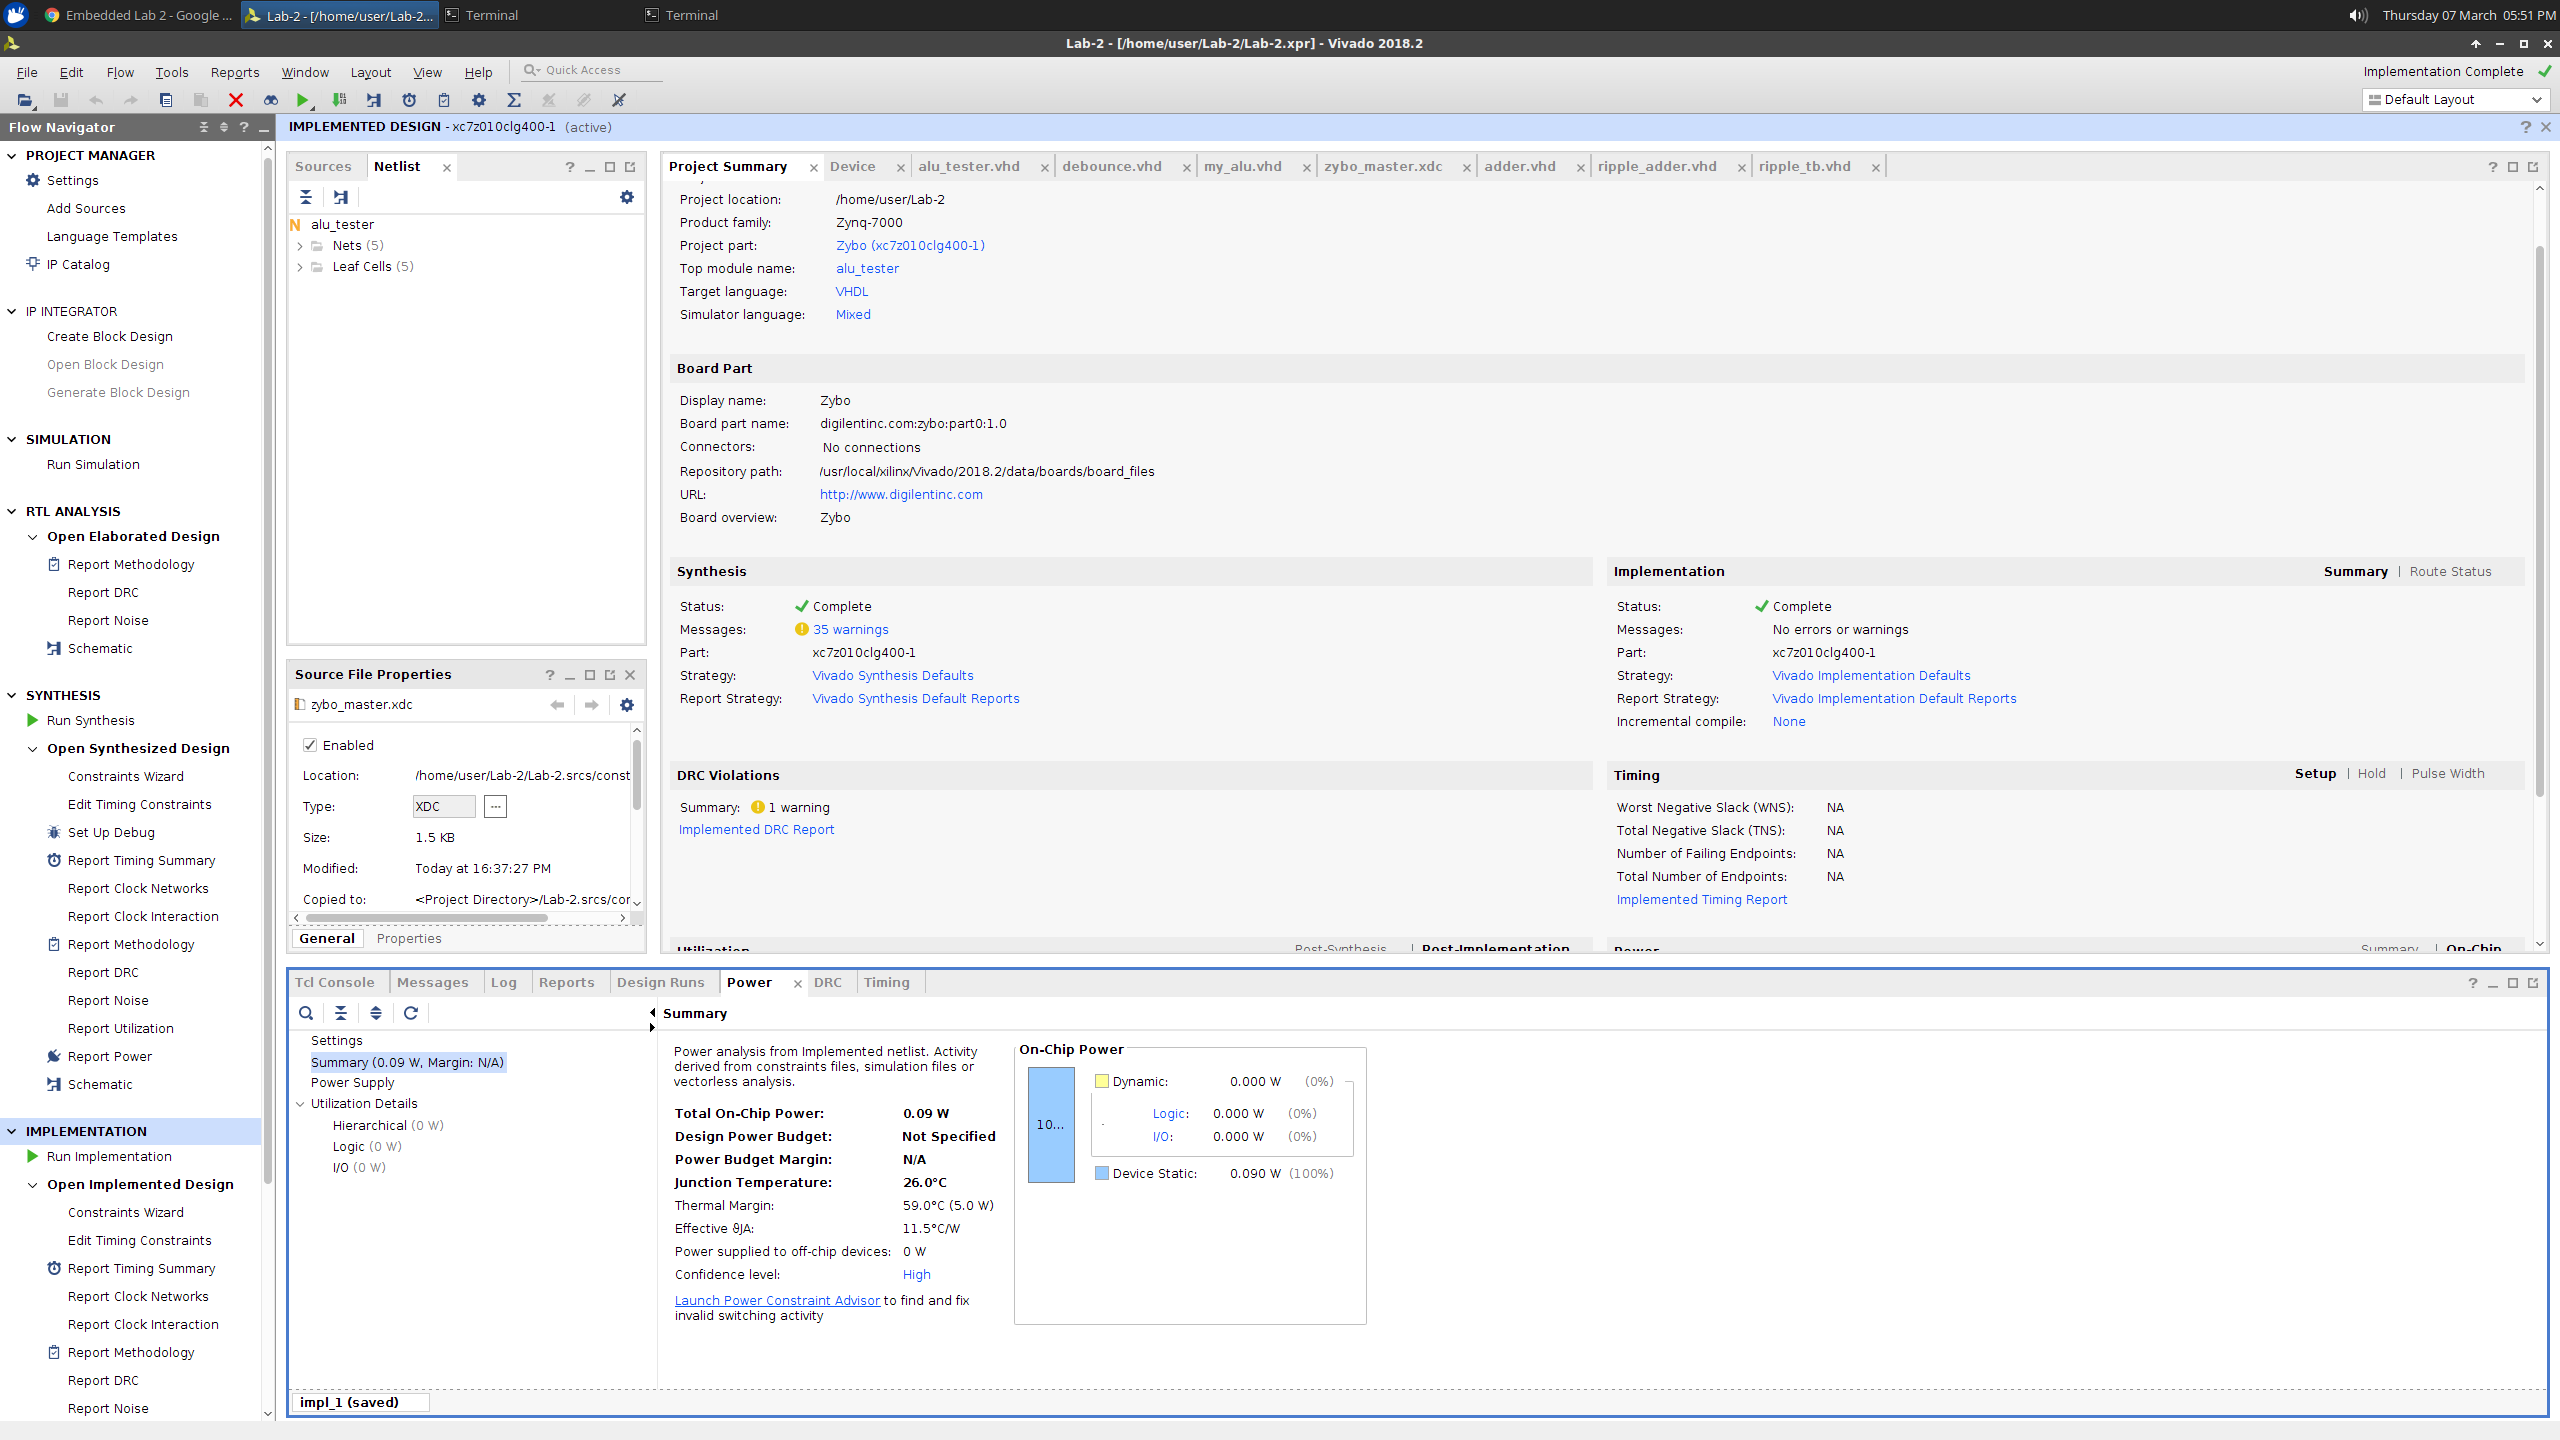 Embedded Lab 2 - Google ...
Lab-2 - [/home/user/Lab-2...
Terminal
Terminal
Thursday 07 March 05:51 PM
Lab-2 - [/home/user/Lab-2/Lab-2.xpr] - Vivado 2018.2
File Edit Flow Tools Reports Window Layout View Help Quick Access
Implementation Complete
Default Layout
Flow Navigator
IMPLEMENTED DESIGN - xc7z010clg400-1 (active)
PROJECT MANAGER
Settings
Add Sources
Language Templates
IP Catalog
IP INTEGRATOR
Create Block Design
Open Block Design
Generate Block Design
SIMULATION
Run Simulation
RTL ANALYSIS
Open Elaborated Design
Report Methodology
Report DRC
Report Noise
Schematic
SYNTHESIS
Run Synthesis
Open Synthesized Design
Constraints Wizard
Edit Timing Constraints
Set Up Debug
Report Timing Summary
Report Clock Networks
Report Clock Interaction
Report Methodology
Report DRC
Report Noise
Report Utilization
Report Power
Schematic
IMPLEMENTATION
Run Implementation
Open Implemented Design
Constraints Wizard
Edit Timing Constraints
Report Timing Summary
Report Clock Networks
Report Clock Interaction
Report Methodology
Report DRC
Report Noise
Sources Netlist
alu_tester
Nets (5)
Leaf Cells (5)
Source File Properties
zybo_master.xdc
Enabled
Location: /home/user/Lab-2/Lab-2.srcs/const
Type: XDC
Size: 1.5 KB
Modified: Today at 16:37:27 PM
Copied to: <Project Directory>/Lab-2.srcs/cor
General Properties
Project Summary Device alu_tester.vhd debounce.vhd my_alu.vhd zybo_master.xdc adder.vhd ripple_adder.vhd ripple_tb.vhd
Project location: /home/user/Lab-2
Product family: Zynq-7000
Project part: Zybo (xc7z010clg400-1)
Top module name: alu_tester
Target language: VHDL
Simulator language: Mixed
Board Part
Display name: Zybo
Board part name: digilentinc.com:zybo:part0:1.0
Connectors: No connections
Repository path: /usr/local/xilinx/Vivado/2018.2/data/boards/board_files
URL: http://www.digilentinc.com
Board overview: Zybo
Synthesis
Status: Complete
Messages: 35 warnings
Part: xc7z010clg400-1
Strategy: Vivado Synthesis Defaults
Report Strategy: Vivado Synthesis Default Reports
Implementation Summary | Route Status
Status: Complete
Messages: No errors or warnings
Part: xc7z010clg400-1
Strategy: Vivado Implementation Defaults
Report Strategy: Vivado Implementation Default Reports
Incremental compile: None
DRC Violations
Summary: 1 warning
Implemented DRC Report
Timing Setup | Hold | Pulse Width
Worst Negative Slack (WNS): NA
Total Negative Slack (TNS): NA
Number of Failing Endpoints: NA
Total Number of Endpoints: NA
Implemented Timing Report
Utilization Post-Synthesis | Post-Implementation
Power Summary | On-Chip
Tcl Console Messages Log Reports Design Runs Power DRC Timing
Settings
Summary (0.09 W, Margin: N/A)
Power Supply
Utilization Details
Hierarchical (0 W)
Logic (0 W)
I/O (0 W)
Summary
Power analysis from Implemented netlist. Activity
derived from constraints files, simulation files or
vectorless analysis.
Total On-Chip Power: 0.09 W
Design Power Budget: Not Specified
Power Budget Margin: N/A
Junction Temperature: 26.0°C
Thermal Margin: 59.0°C (5.0 W)
Effective ϑJA: 11.5°C/W
Power supplied to off-chip devices: 0 W
Confidence level: High
Launch Power Constraint Advisor to find and fix
invalid switching activity
On-Chip Power
10...
Dynamic: 0.000 W (0%)
Logic: 0.000 W (0%)
I/O: 0.000 W (0%)
Device Static: 0.090 W (100%)
impl_1 (saved)